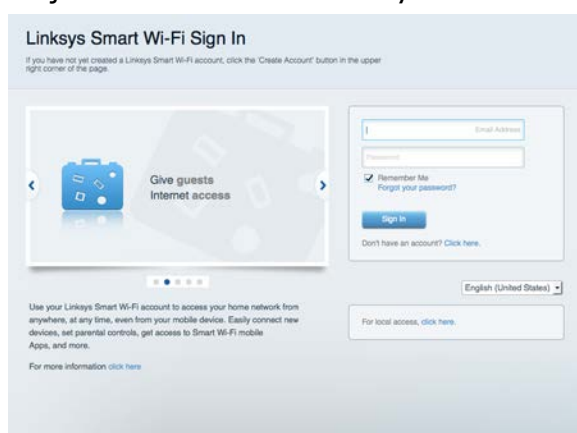 Linksys Smart Wi-Fi Sign In
If you have not yet created a Linksys Smart Wi-Fi account, click the 'Create Account' button in the upper
right corner of the page.
Email Address
Password
Give guests
Internet access
Remember Me
Forgot your password?
Sign In
Don't have an account? Click here.
English (United States)
Use your Linksys Smart Wi-Fi account to access your home network from
anywhere, at any time, even from your mobile device. Easily connect new
devices, set parental controls, get access to Smart Wi-Fi mobile
Apps, and more.
For local access, click here.
For more information click here